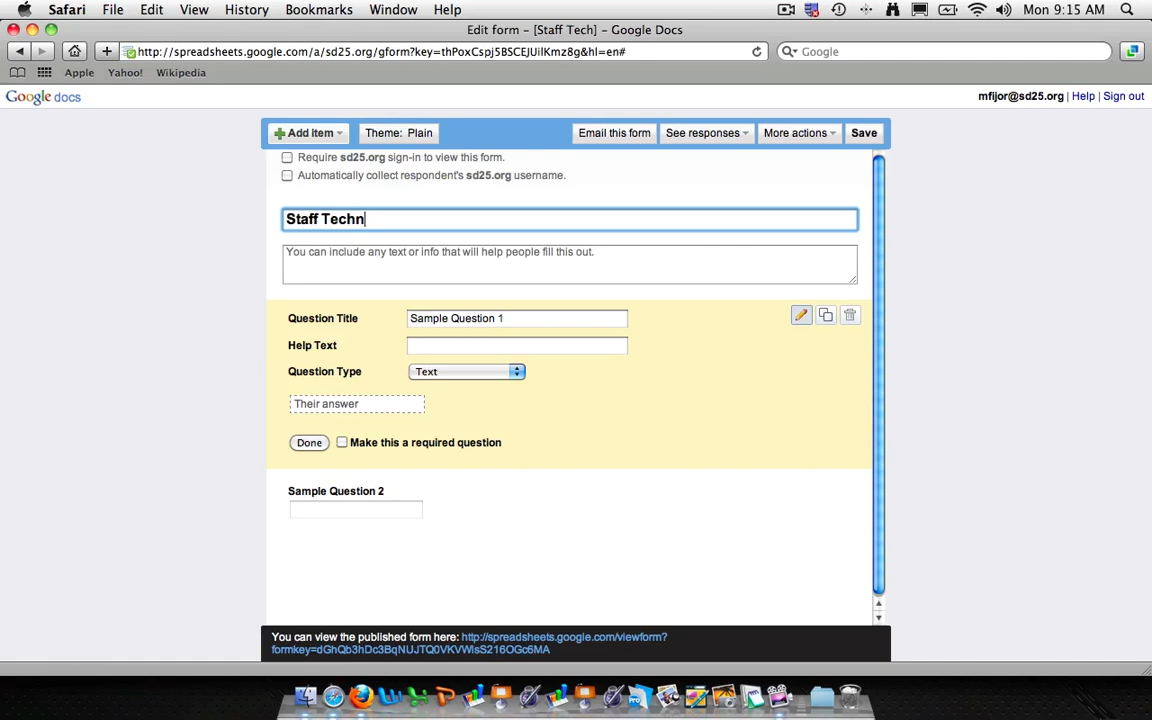 Safari File Edit View History Bookmarks Window Help Mon 9:15 AM
Edit form - [Staff Tech] - Google Docs
http://spreadsheets.google.com/a/sd25.org/gform?key=thPoxCspj5BSCEJUilKmz8g&hl=en#
Google
Apple Yahoo! Wikipedia
Google docs
mfijor@sd25.org | Help | Sign out
Add item Theme: Plain Email this form See responses More actions Save
Require sd25.org sign-in to view this form.
Automatically collect respondent's sd25.org username.
Staff Techn
You can include any text or info that will help people fill this out.
Question Title Sample Question 1
Help Text
Question Type Text
Their answer
Done Make this a required question
Sample Question 2
You can view the published form here: http://spreadsheets.google.com/viewform?
formkey=dGhQb3hDc3BqNUJTQ0VKVWlsS216OGc6MA